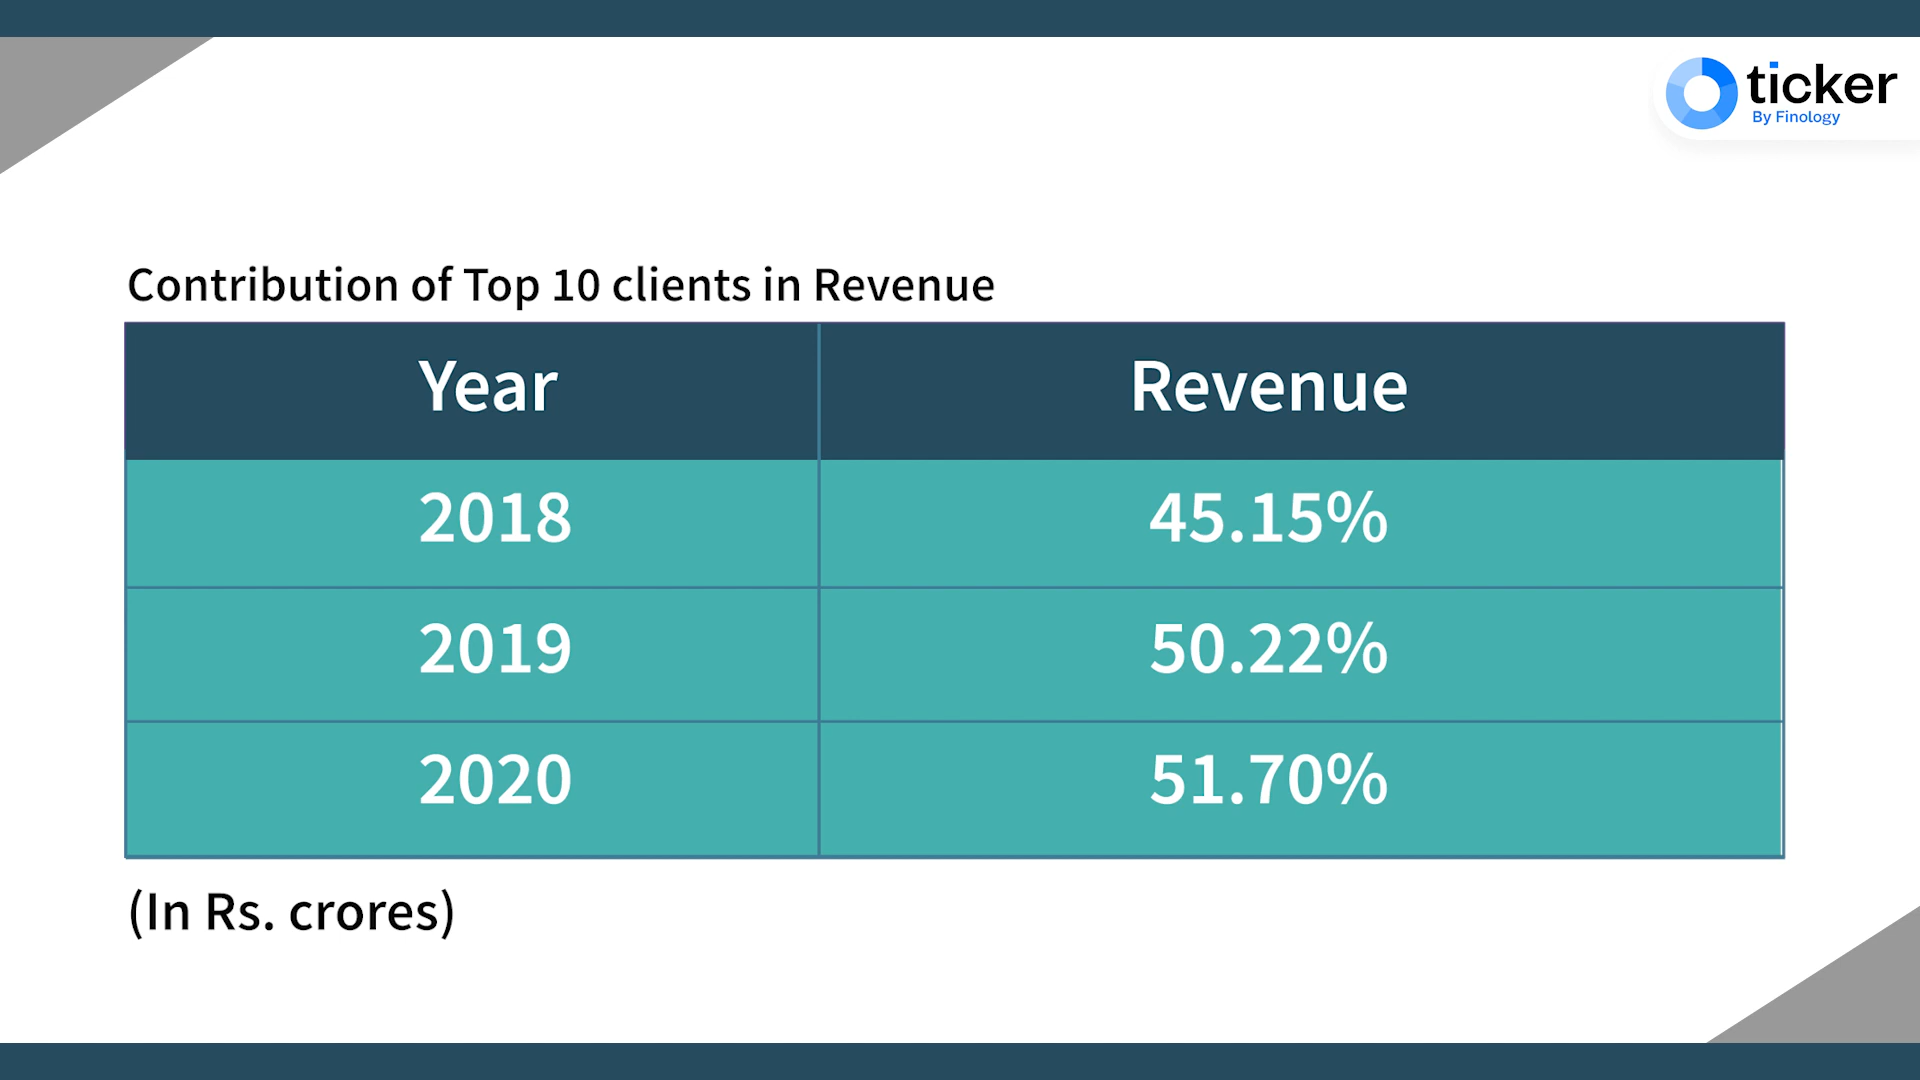 ticker
By Finology
Contribution of Top 10 clients in Revenue
Year Revenue
2018 45.15%
2019 50.22%
2020 51.70%
(In Rs. crores)